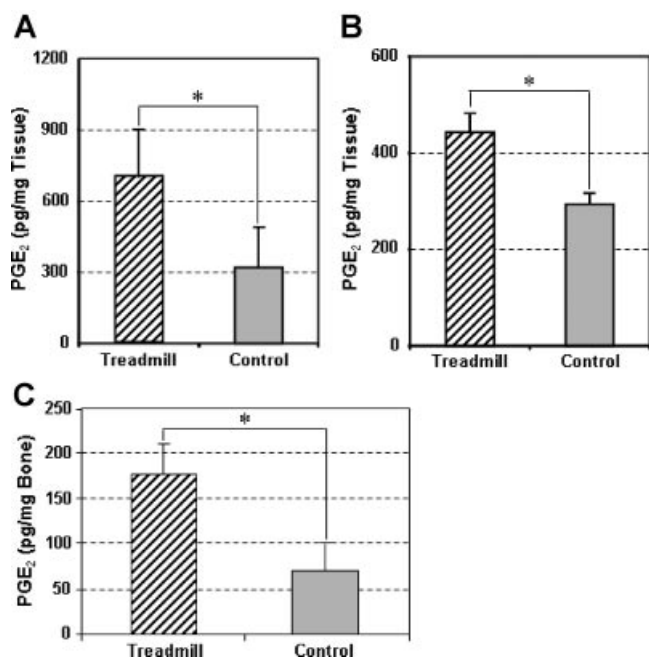 A
PGE₂ (pg/mg Tissue)
1200
900
600
300
0
*
Treadmill Control
B
PGE₂ (pg/mg Tissue)
600
400
200
0
*
Treadmill Control
C
PGE₂ (pg/mg Bone)
250
200
150
100
50
0
*
Treadmill Control